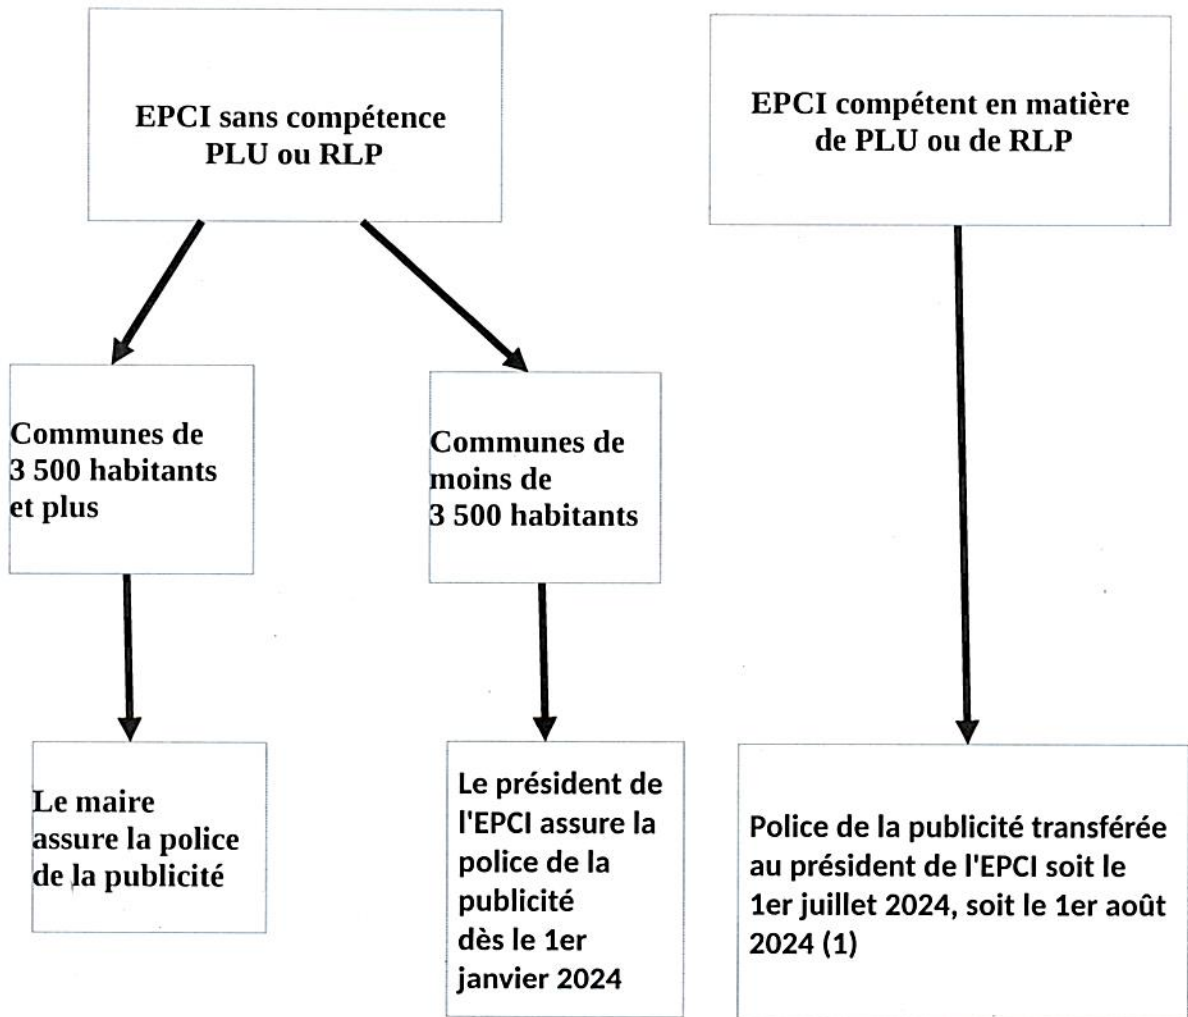 EPCI sans compétence
PLU ou RLP
EPCI compétent en matière
de PLU ou de RLP
Communes de
3 500 habitants
et plus
Communes de
moins de
3 500 habitants
Le maire
assure la police
de la publicité
Le président de
l'EPCI assure la
police de la
publicité
dès le 1er
janvier 2024
Police de la publicité transférée
au président de l'EPCI soit le
1er juillet 2024, soit le 1er août
2024 (1)